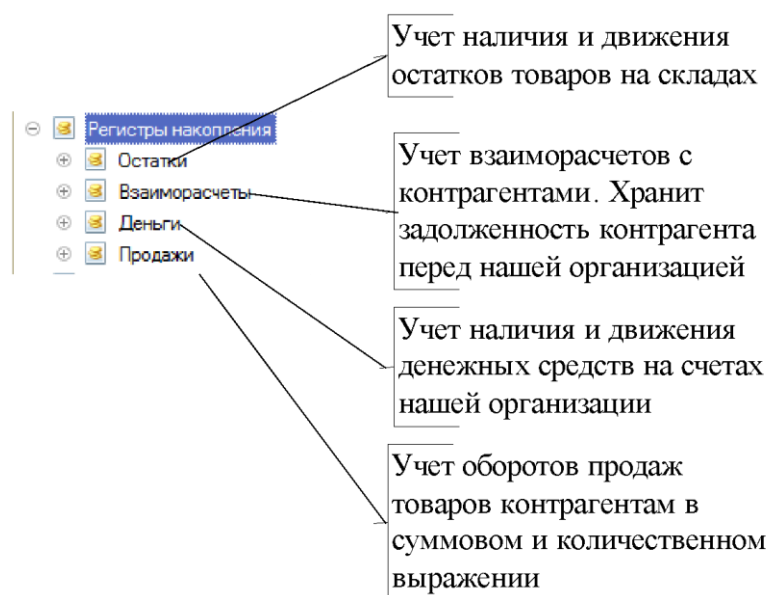 Учет наличия и движения
остатков товаров на складах
Регистры накопления
Остатки
Взаиморасчеты
Деньги
Продажи
Учет взаиморасчетов с
контрагентами. Хранит
задолженность контрагента
перед нашей организацией
Учет наличия и движения
денежных средств на счетах
нашей организации
Учет оборотов продаж
товаров контрагентам в
суммовом и количественном
выражении